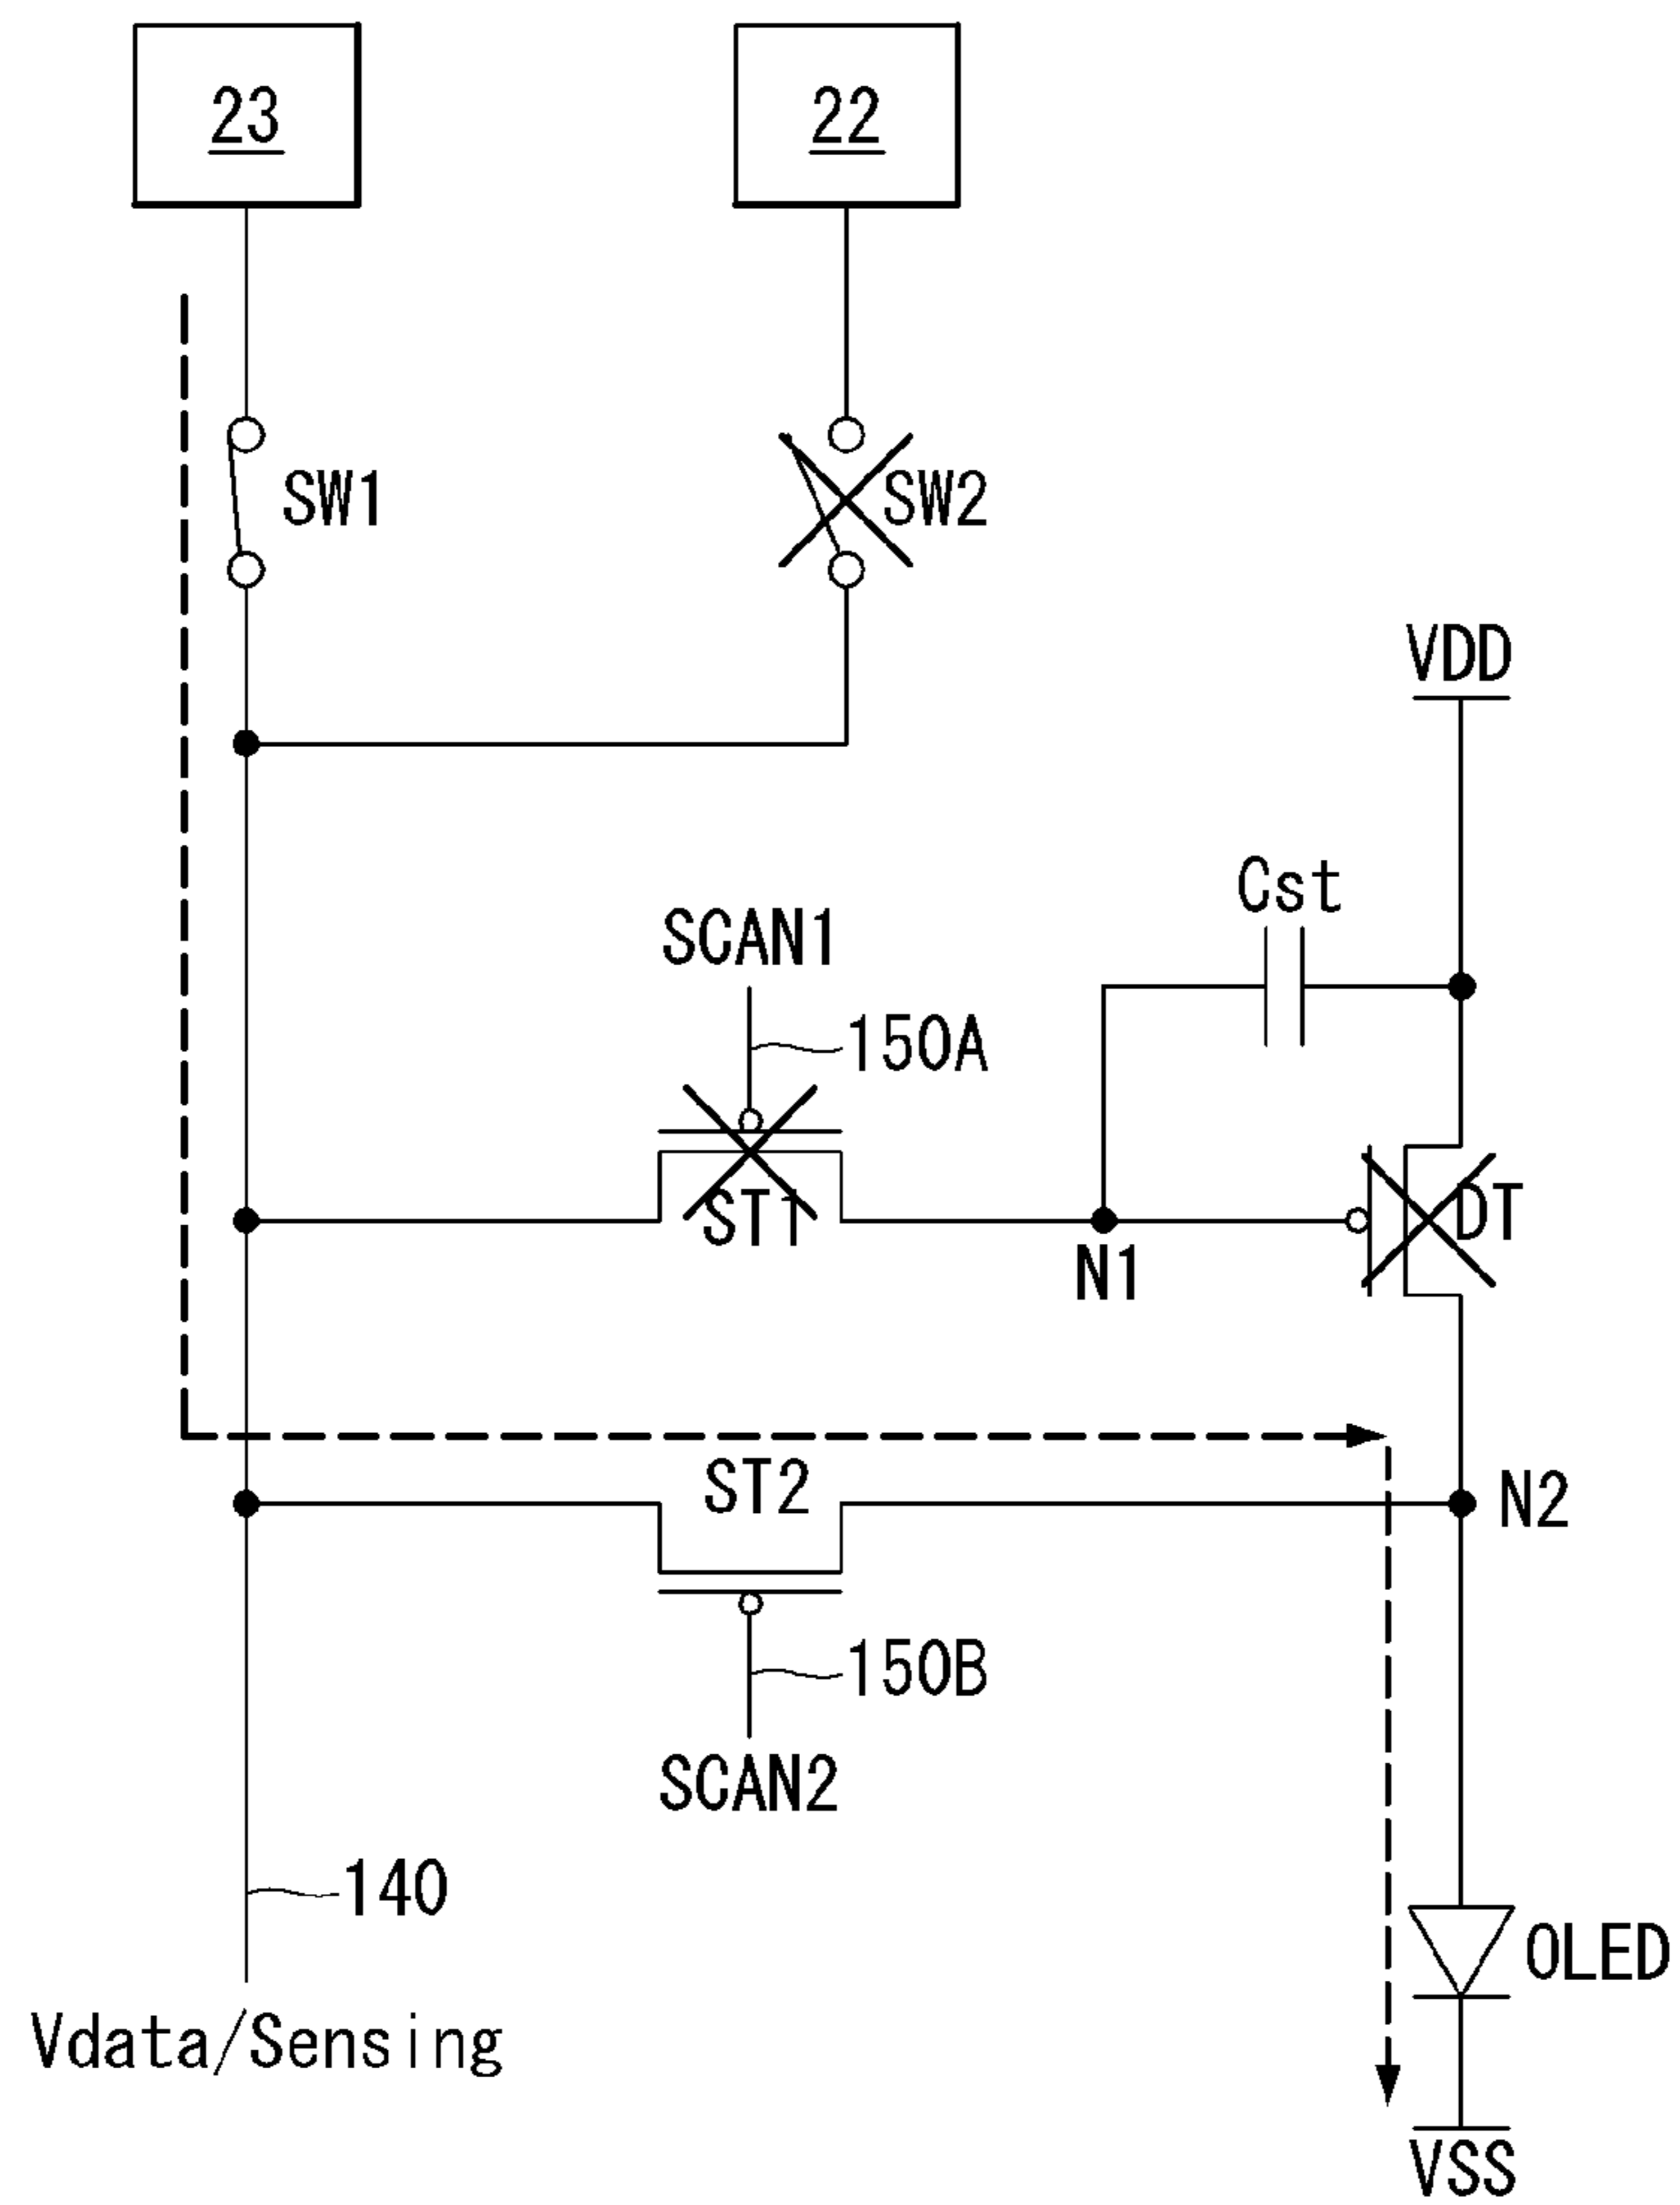 23
22
SW1
SW2
VDD
Cst
SCAN1
150A
ST1
DT
N1
ST2
N2
150B
SCAN2
140
OLED
Vdata/Sensing
VSS